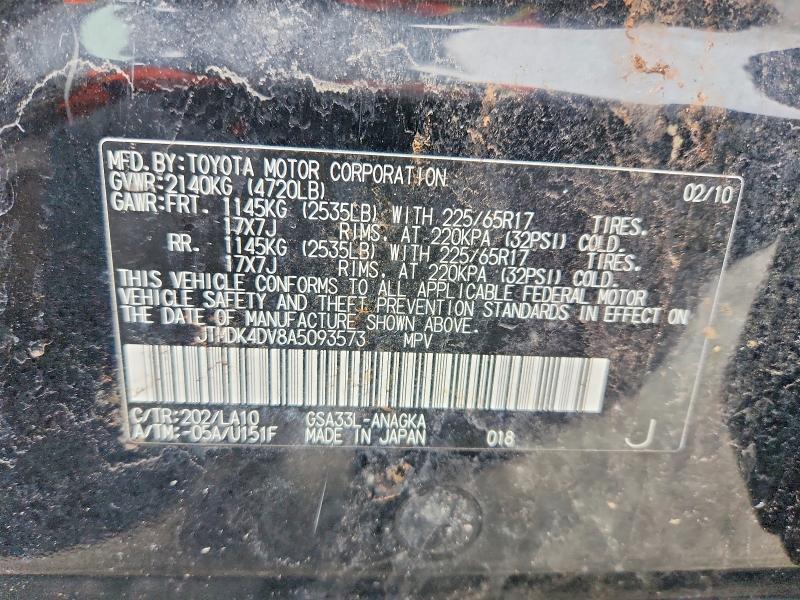 MFD. BY: TOYOTA MOTOR CORPORATION 02/10
GVWR: 2140KG (4720LB)
GAWR: FRT. 1145KG (2535LB) WITH 225/65R17 TIRES.
17X7J RIMS. AT 220KPA (32PSI) COLD.
RR. 1145KG (2535LB) WITH 225/65R17 TIRES.
17X7J RIMS. AT 220KPA (32PSI) COLD.
THIS VEHICLE CONFORMS TO ALL APPLICABLE FEDERAL MOTOR
VEHICLE SAFETY AND THEFT PREVENTION STANDARDS IN EFFECT ON
THE DATE OF MANUFACTURE SHOWN ABOVE.
JTMDK4DV8A5093573 MPV
C/TR: 202/LA10 GSA33L-ANAGKA
A/TM: -05A/U151F MADE IN JAPAN 018 J